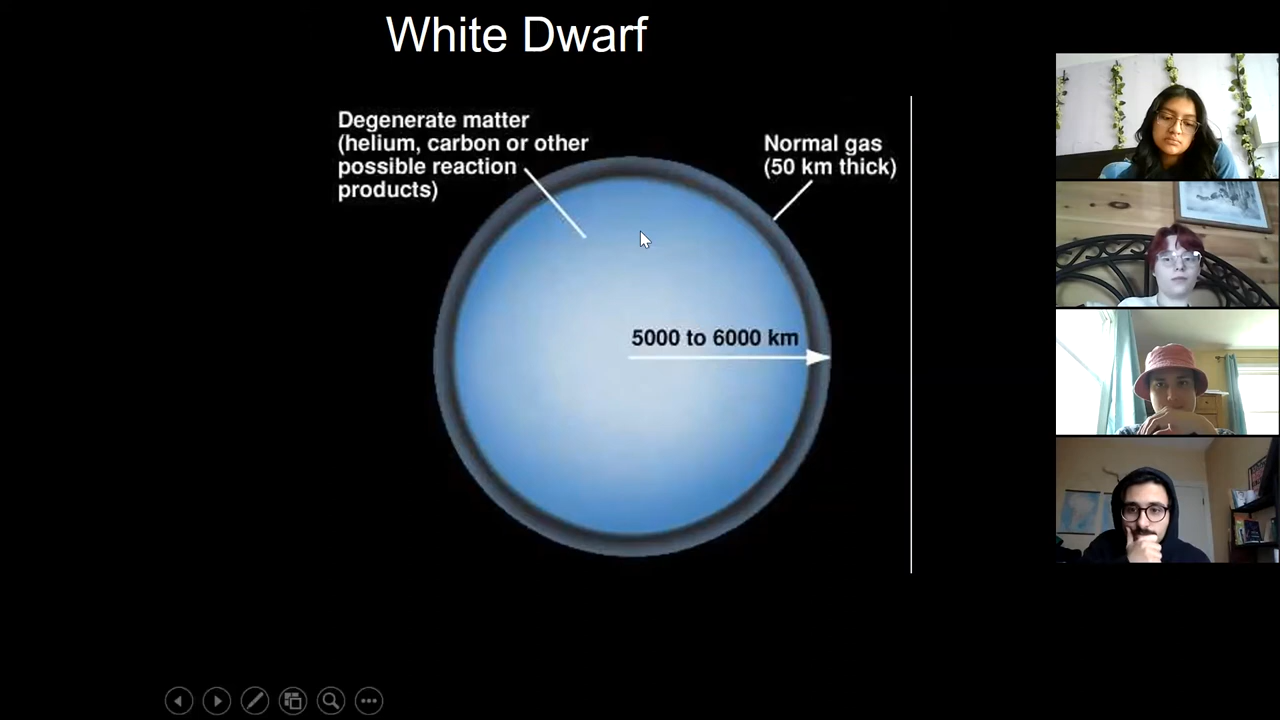 White Dwarf
Degenerate matter
(helium, carbon or other
possible reaction
products)
Normal gas
(50 km thick)
5000 to 6000 km